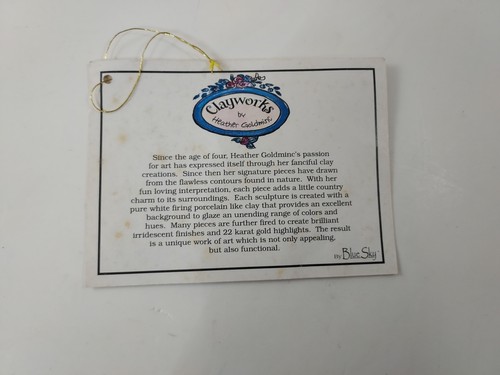 Clayworks
by
Heather Goldminc
Since the age of four, Heather Goldminc's passion
for art has expressed itself through her fanciful clay
creations. Since then her signature pieces have drawn
from the flawless contours found in nature. With her
fun loving interpretation, each piece adds a little country
charm to its surroundings. Each sculpture is created with a
pure white firing porcelain like clay that provides an excellent
background to glaze an unending range of colors and
hues. Many pieces are further fired to create brilliant
irridescent finishes and 22 karat gold highlights. The result
is a unique work of art which is not only appealing,
but also functional.
By Blue Sky